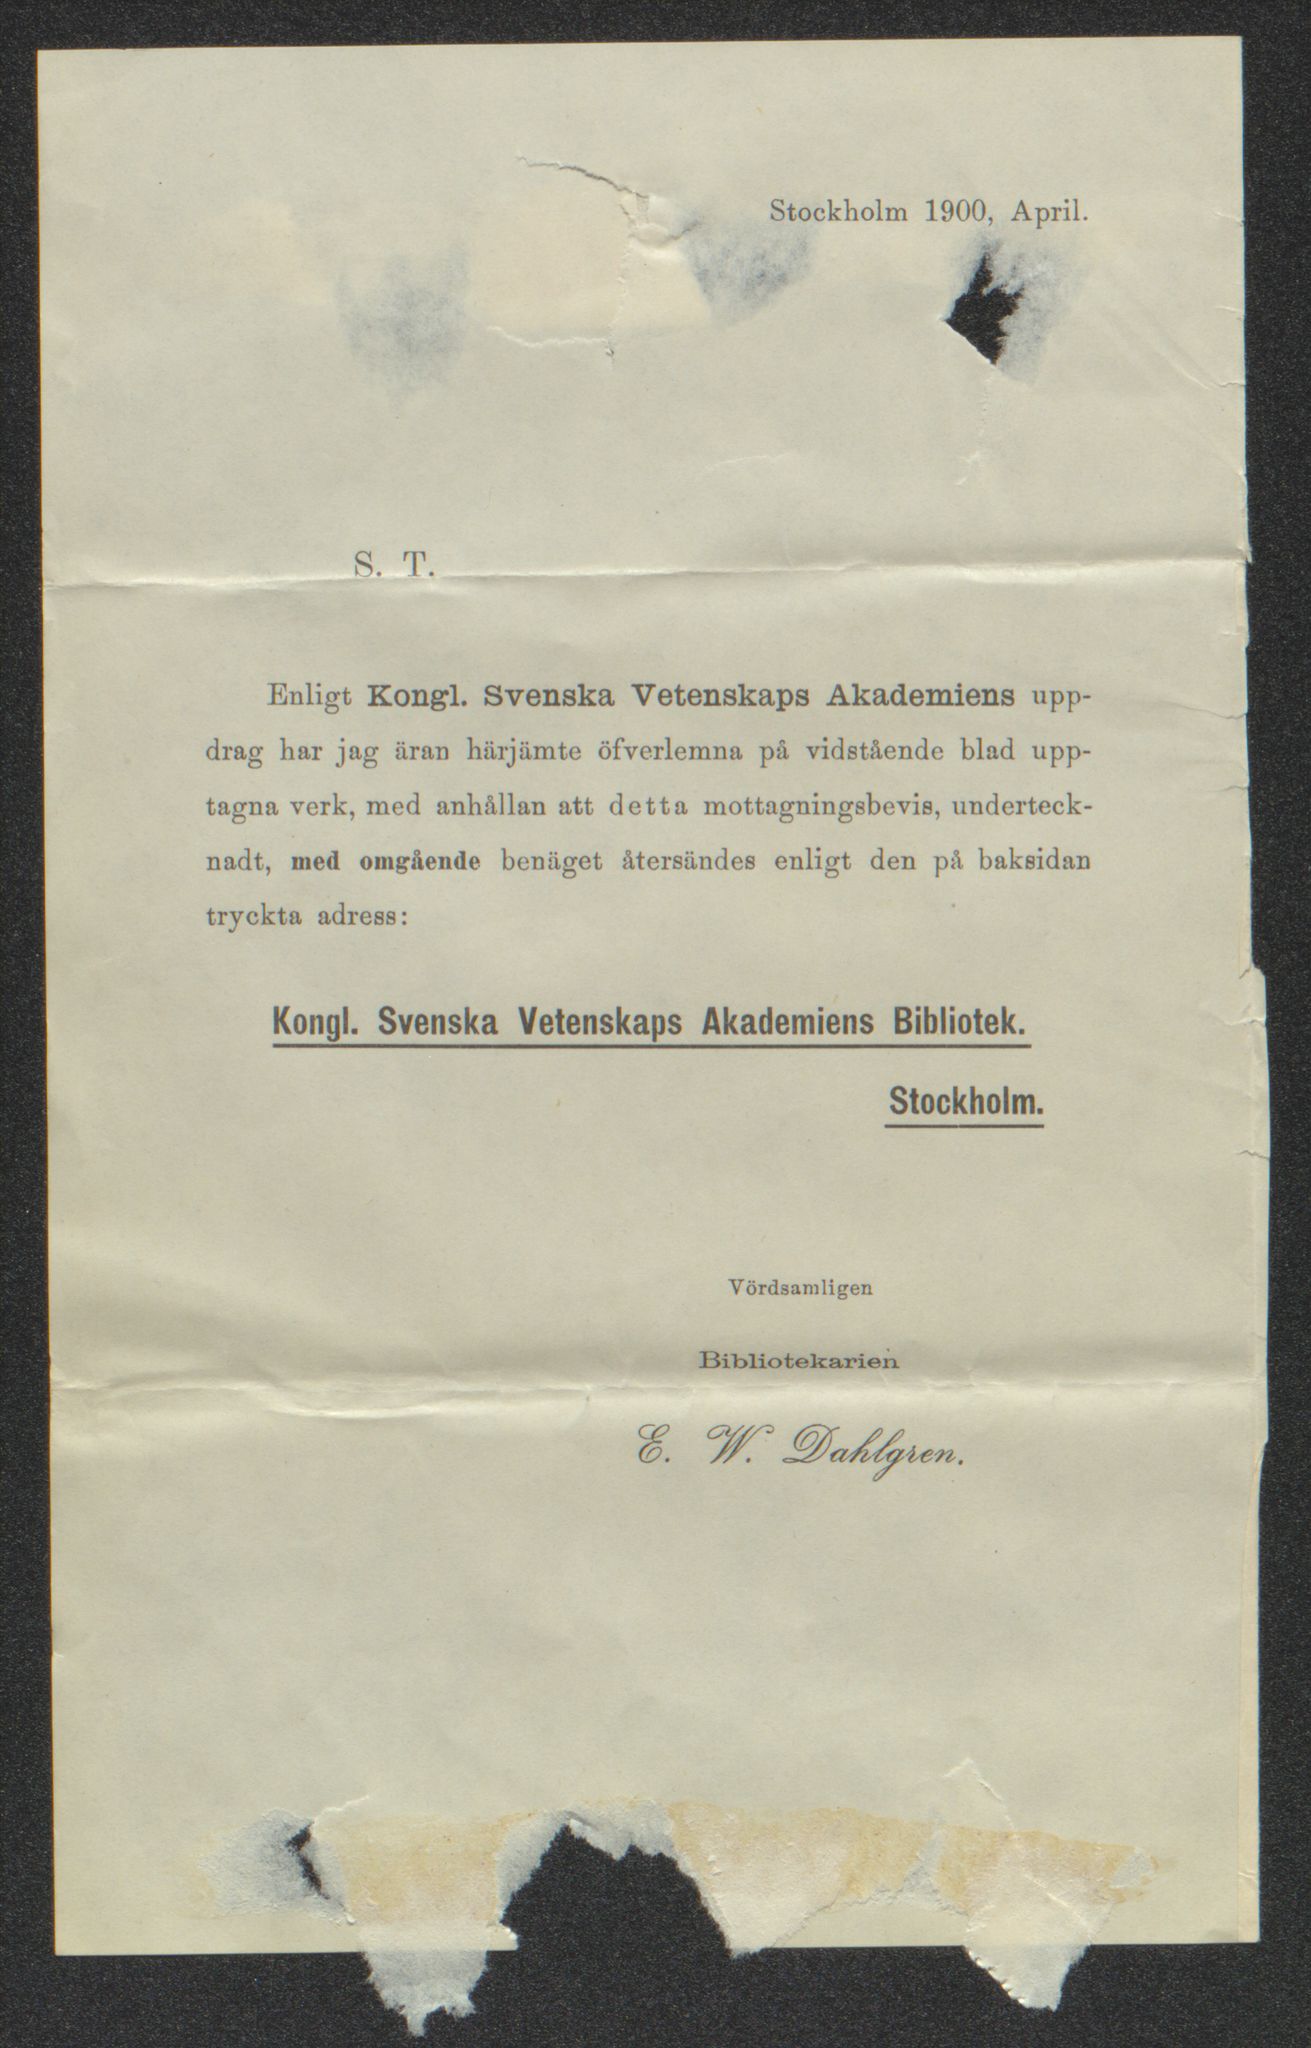 Stockholm 1900, April.
S. T.
Enligt Kongl. Svenska Vetenskaps Akademiens upp-
drag har jag äran härjämte öfverlemna på vidstående blad upp-
tagna verk, med anhållan att detta mottagningsbevis, underteck-
nadt, med omgående benäget återsändes enligt den på baksidan
tryckta adress:
Kongl. Svenska Vetenskaps Akademiens Bibliotek.
Stockholm.
Vördsamligen
Bibliotekarien
E. W. Dahlgren.